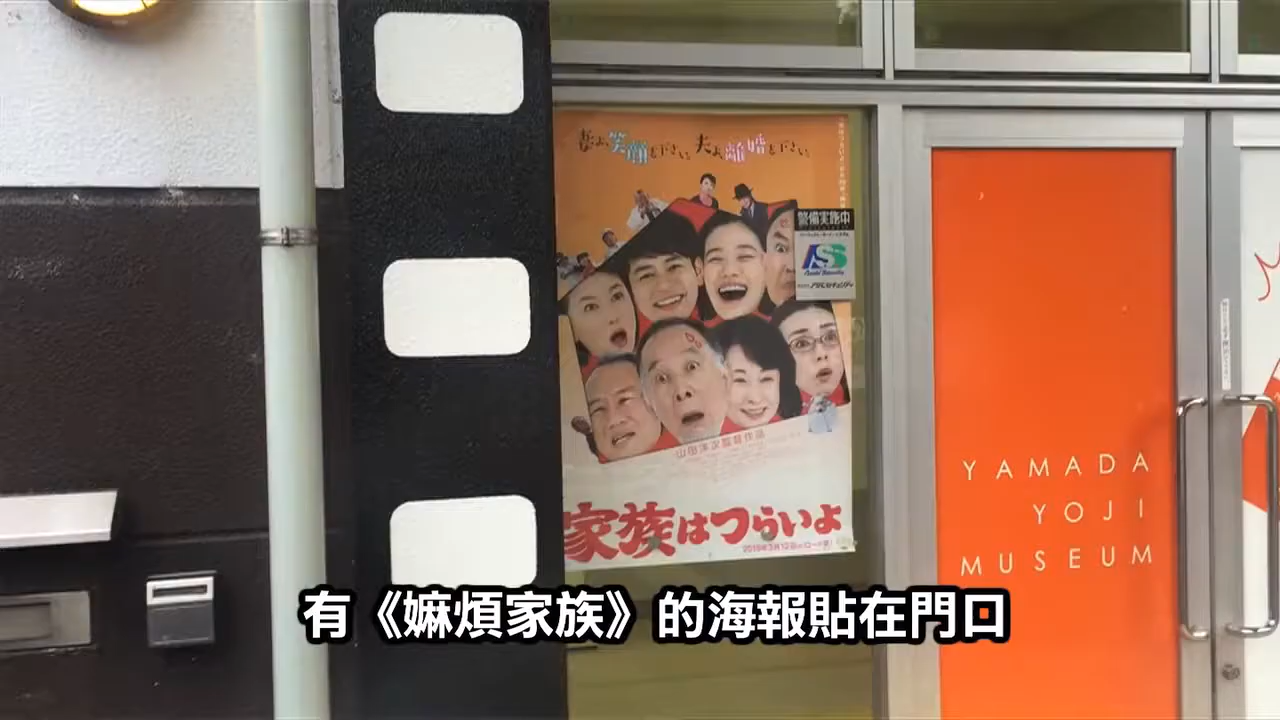 妻よ、笑顔を下さい。夫よ、離婚を下さい。
警備実施中
ASS
山田洋次監督作品
家族はつらいよ
YAMADA
YOJI
MUSEUM
有《嫲煩家族》的海報貼在門口